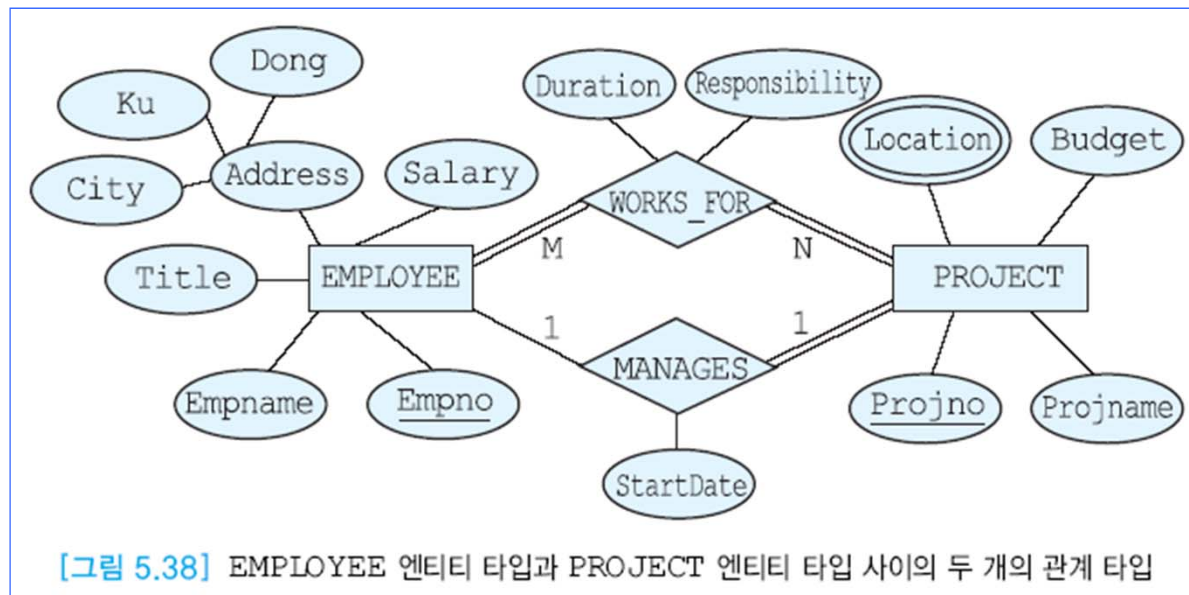 Dong
Duration
Responsibility
Ku
Location
Budget
City
Address
Salary
WORKS_FOR
M
N
Title
EMPLOYEE
PROJECT
1
1
MANAGES
Empname
Empno
Projno
Projname
StartDate
[그림 5.38] EMPLOYEE 엔티티 타입과 PROJECT 엔티티 타입 사이의 두 개의 관계 타입